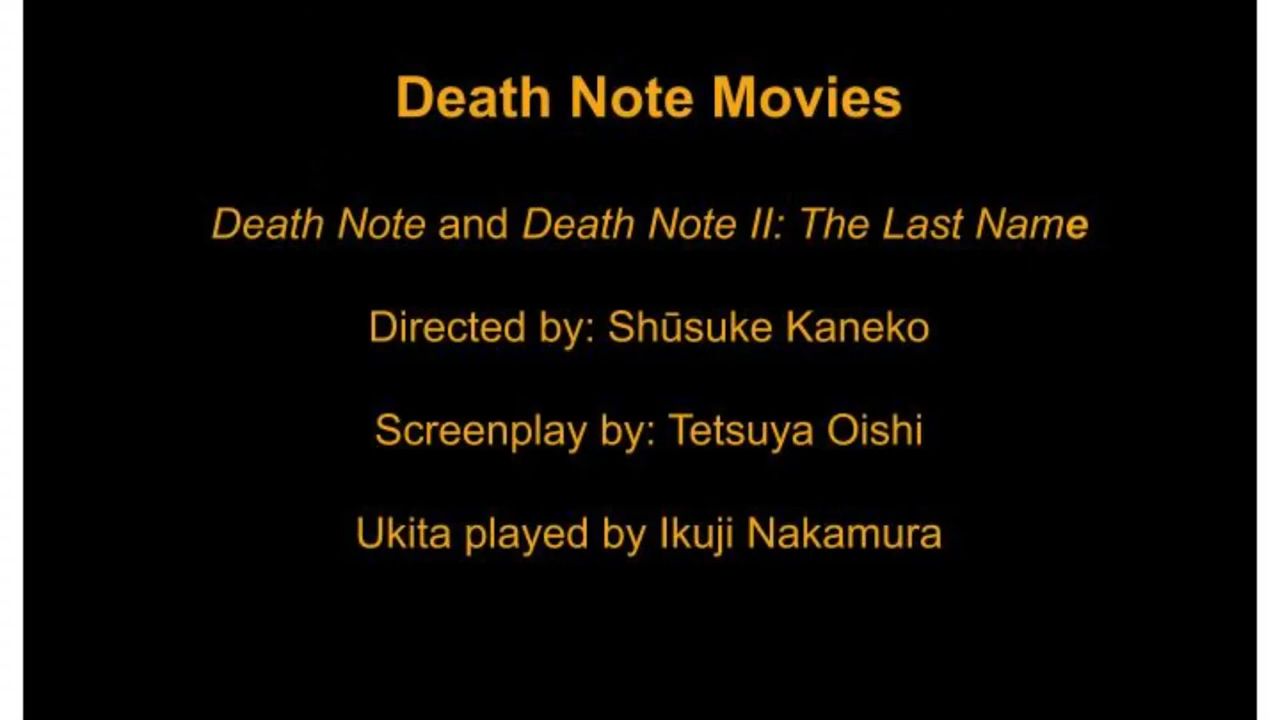 Death Note Movies
Death Note and Death Note II: The Last Name
Directed by: Shūsuke Kaneko
Screenplay by: Tetsuya Oishi
Ukita played by Ikuji Nakamura